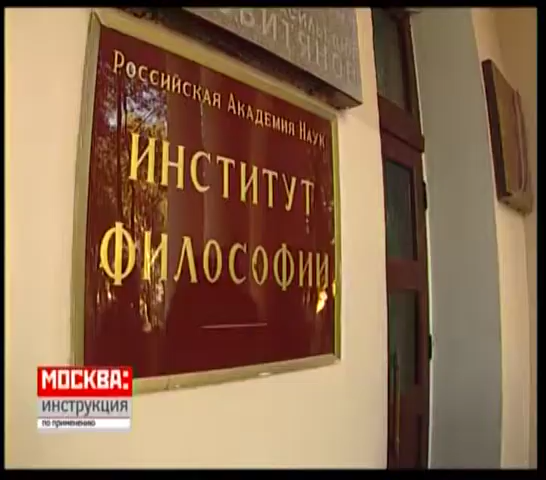 Российская Академия Наук
ИНСТИТУТ
ФИЛОСОФИИ
МОСКВА:
ИНСТРУКЦИЯ
ПО ПРИМЕНЕНИЮ